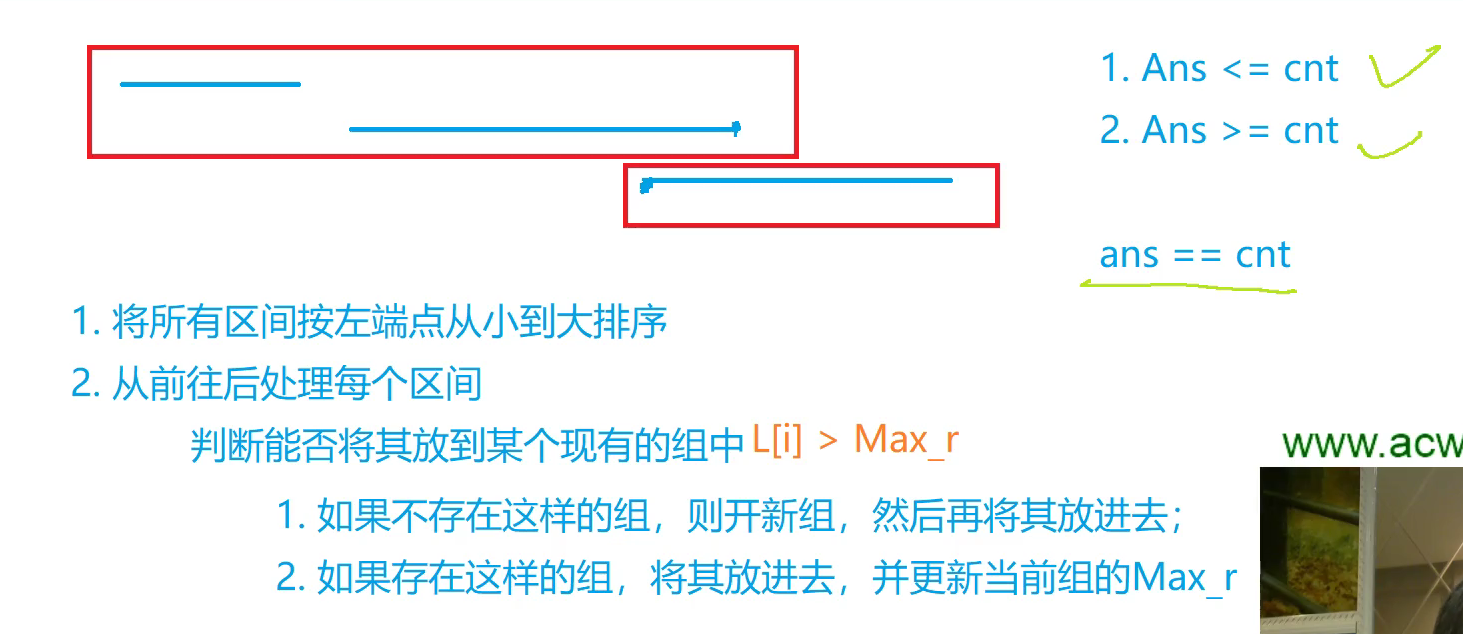 1. Ans <= cnt
2. Ans >= cnt
ans == cnt
1. 将所有区间按左端点从小到大排序
2. 从前往后处理每个区间
判断能否将其放到某个现有的组中 L[i] > Max_r
1. 如果不存在这样的组，则开新组，然后再将其放进去；
2. 如果存在这样的组，将其放进去，并更新当前组的Max_r
www.acw